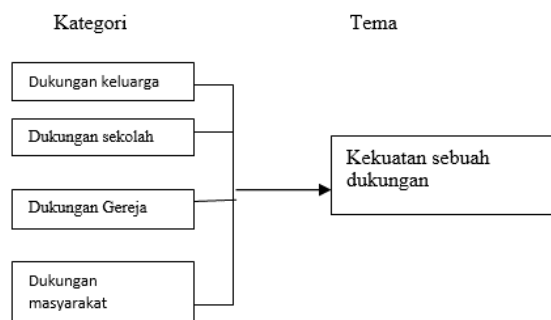 Kategori
Tema
Dukungan keluarga
Dukungan sekolah
Dukungan Gereja
Dukungan
masyarakat
Kekuatan sebuah
dukungan